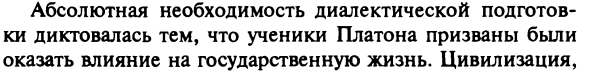 Абсолютная необходимость диалектической подготов-
ки диктовалась тем, что ученики Платона призваны были
оказать влияние на государственную жизнь. Цивилизация,